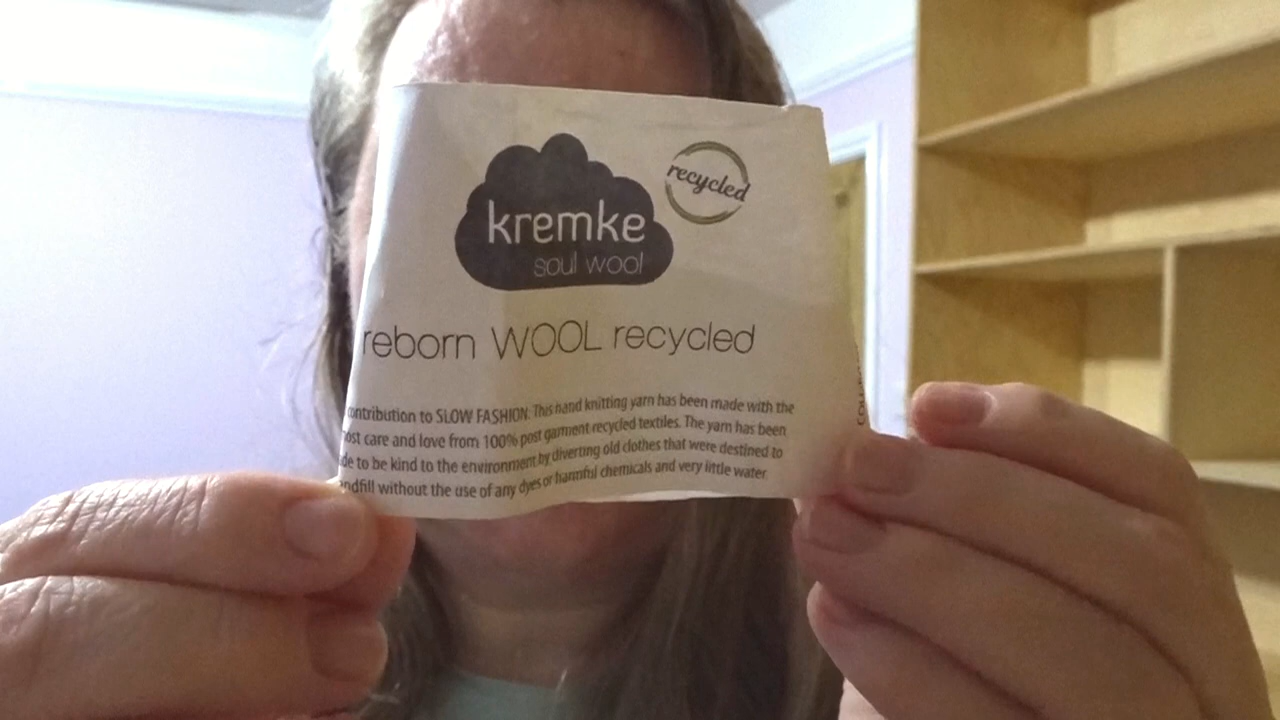 kremke
soul wool
recycled
reborn WOOL recycled
contribution to SLOW FASHION: This hand knitting yarn has been made with the
ost care and love from 100% post garment recycled textiles. The yarn has been
de to be kind to the environment by diverting old clothes that were destined to
ndfill without the use of any dyes or harmful chemicals and very little water.